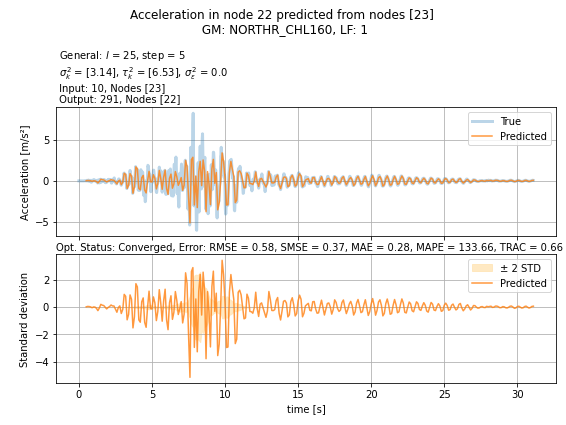 Acceleration in node 22 predicted from nodes [23]
GM: NORTHR_CHL160, LF: 1
General: l = 25, step = 5
σ²ₖ = [3.14], τ²ₖ = [6.53], σ²ε = 0.0
Input: 10, Nodes [23]
Output: 291, Nodes [22]
Acceleration [m/s²]
5
0
−5
True
Predicted
Opt. Status: Converged, Error: RMSE = 0.58, SMSE = 0.37, MAE = 0.28, MAPE = 133.66, TRAC = 0.66
Standard deviation
2
0
−2
−4
± 2 STD
Predicted
0 5 10 15 20 25 30
time [s]